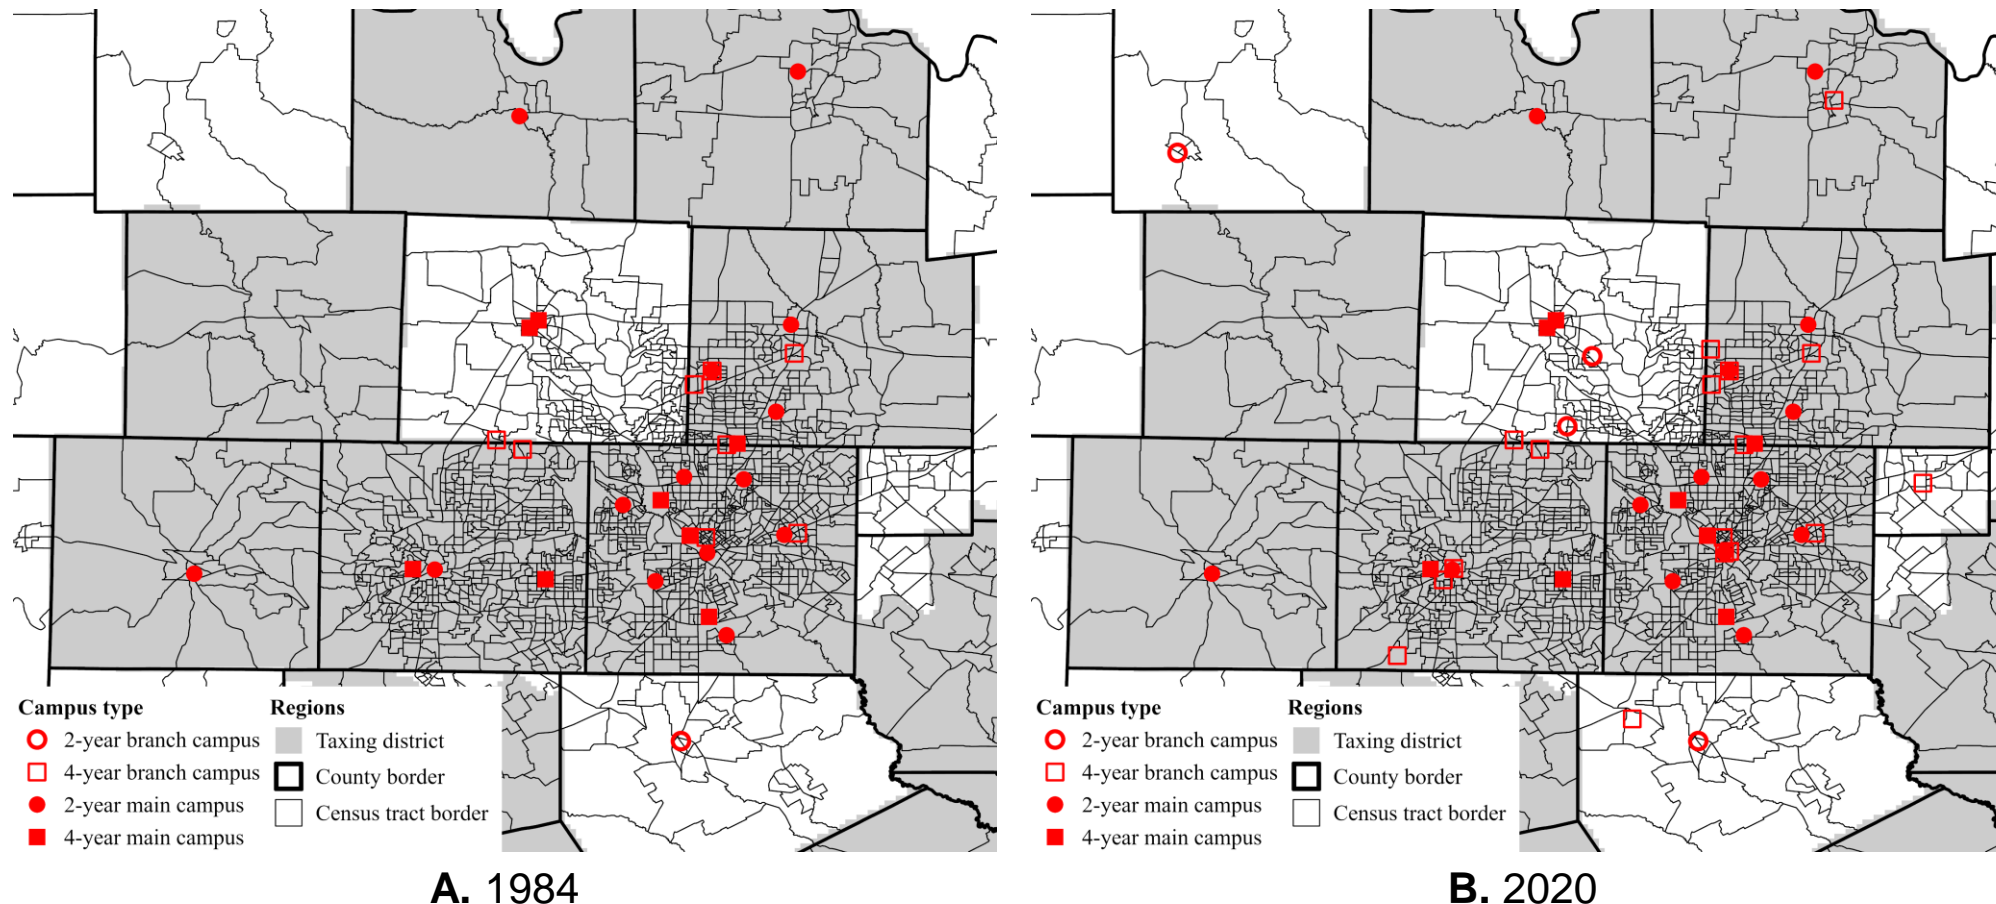 Campus type
2-year branch campus
4-year branch campus
2-year main campus
4-year main campus
Regions
Taxing district
County border
Census tract border
Campus type
2-year branch campus
4-year branch campus
2-year main campus
4-year main campus
Regions
Taxing district
County border
Census tract border
A. 1984
B. 2020